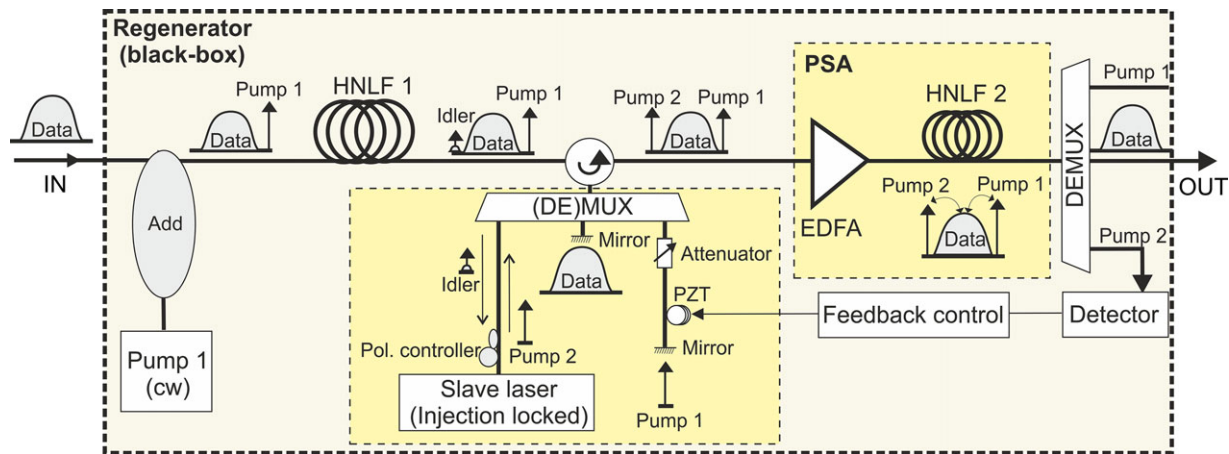 Regenerator
(black-box)
Data
IN
Data
Pump 1
HNLF 1
Idler
Data
Pump 1
Pump 2
Data
Pump 1
PSA
HNLF 2
EDFA
Pump 2
Pump 1
Data
DEMUX
Pump 1
Data
OUT
Pump 2
Add
Pump 1
(cw)
(DE)MUX
Idler
Mirror
Data
Attenuator
PZT
Mirror
Pump 1
Pol. controller
Pump 2
Slave laser
(Injection locked)
Feedback control
Detector